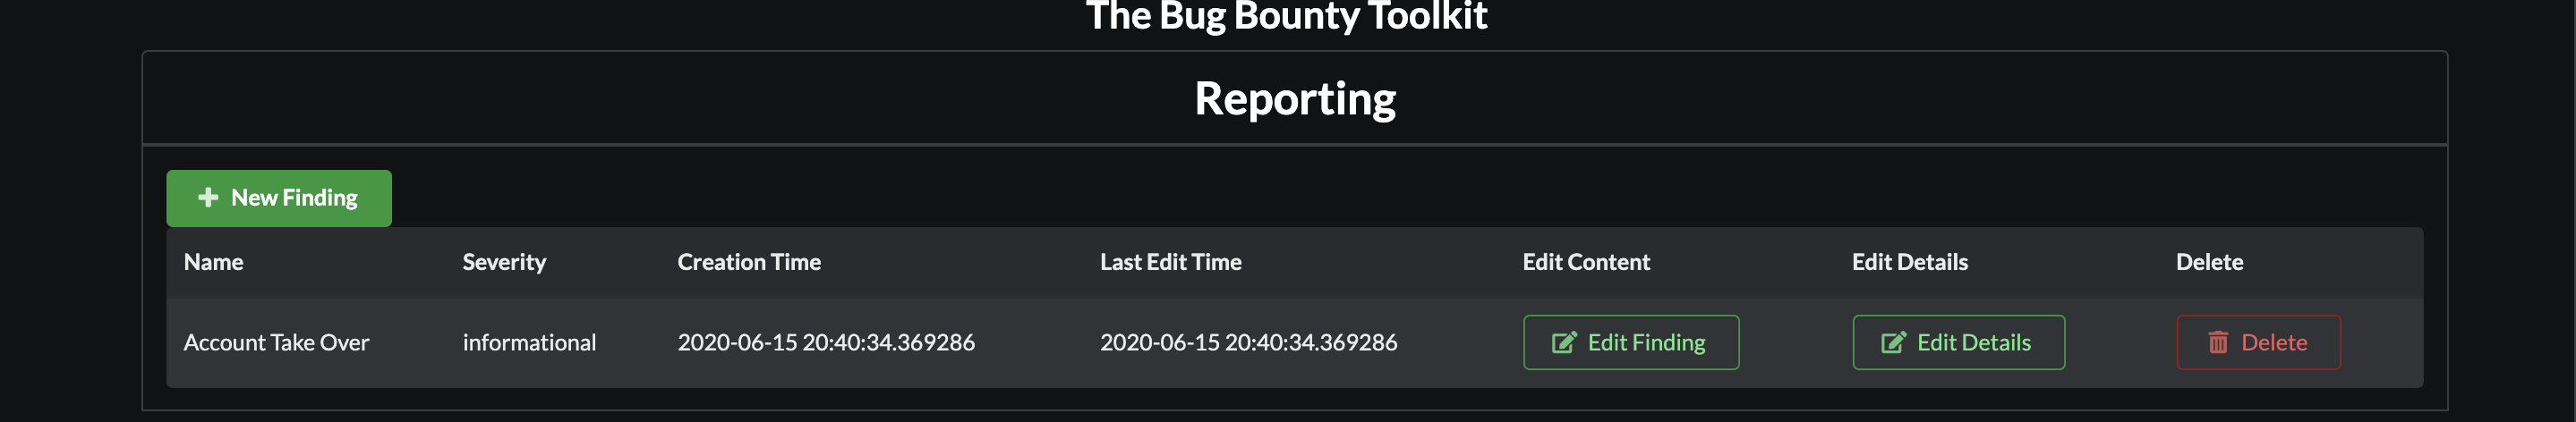 The Bug Bounty Toolkit
Reporting
New Finding
Name Severity Creation Time Last Edit Time Edit Content Edit Details Delete
Account Take Over informational 2020-06-15 20:40:34.369286 2020-06-15 20:40:34.369286 Edit Finding Edit Details Delete